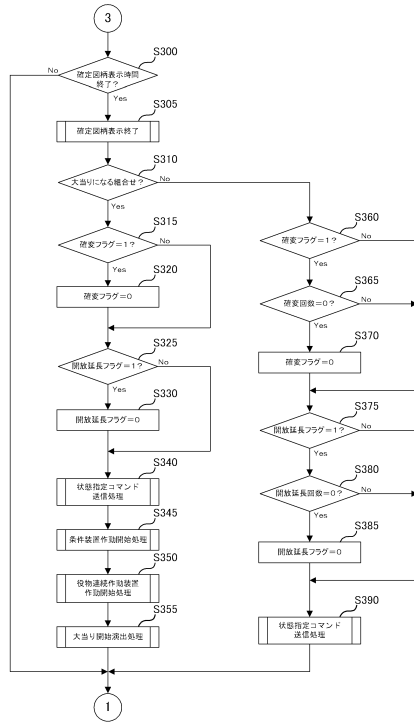 3
S300
No
確定図柄表示時間
終了？
Yes
S305
確定図柄表示終了
S310
大当りになる組合せ？
No
Yes
S315
確変フラグ=1？
No
Yes
S320
確変フラグ=0
S325
開放延長フラグ=1？
No
Yes
S330
開放延長フラグ=0
S340
状態指定コマンド
送信処理
S345
条件装置作動開始処理
S350
役物連続作動装置
作動開始処理
S355
大当り開始演出処理
1
S360
確変フラグ=1？
No
Yes
S365
確変回数=0？
No
Yes
S370
確変フラグ=0
S375
開放延長フラグ=1？
No
Yes
S380
開放延長回数=0？
No
Yes
S385
開放延長フラグ=0
S390
状態指定コマンド
送信処理